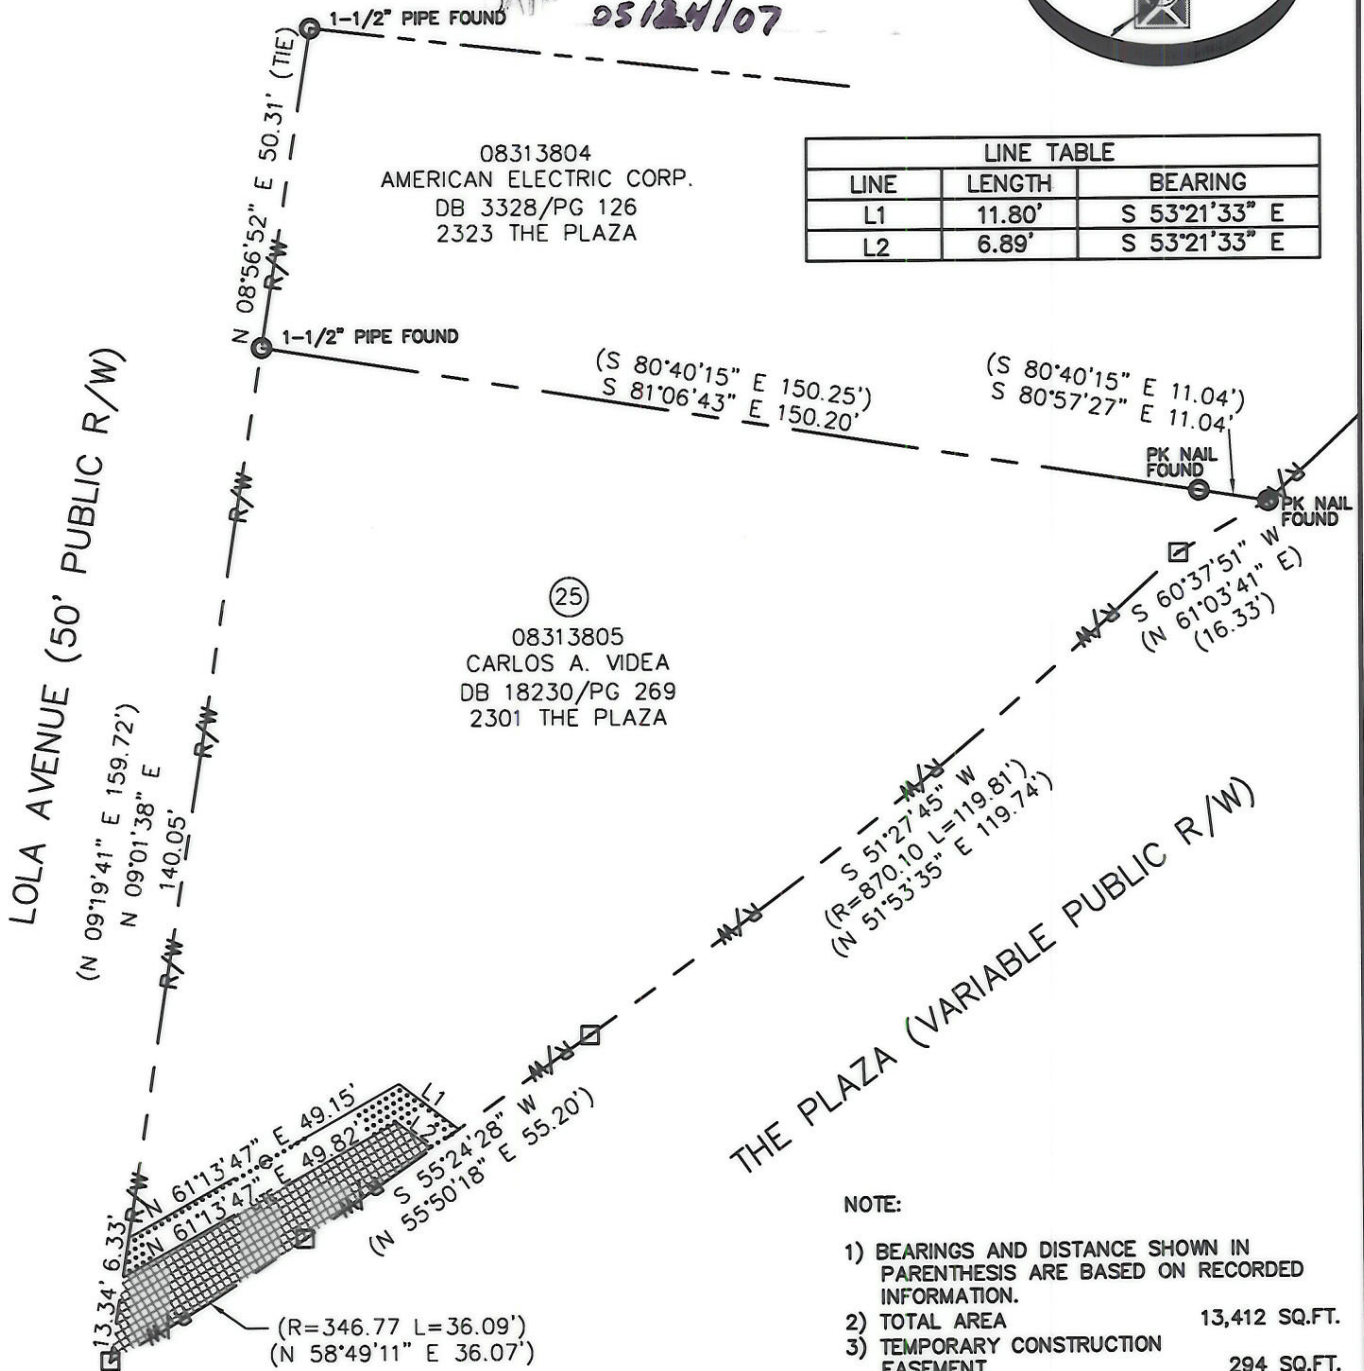 1-1/2" PIPE FOUND
05/24/07
N 08°56'52" E 50.31' (TIE)
R/W
08313804
AMERICAN ELECTRIC CORP.
DB 3328/PG 126
2323 THE PLAZA
LINE TABLE
LINE LENGTH BEARING
L1 11.80' S 53°21'33" E
L2 6.89' S 53°21'33" E
1-1/2" PIPE FOUND
(S 80°40'15" E 150.25')
S 81°06'43" E 150.20'
(S 80°40'15" E 11.04')
S 80°57'27" E 11.04'
PK NAIL
FOUND
R/W
PK NAIL
FOUND
S 60°37'51" W
(N 61°03'41" E)
(16.33')
R/W
LOLA AVENUE (50' PUBLIC R/W)
R/W
25
08313805
CARLOS A. VIDEA
DB 18230/PG 269
2301 THE PLAZA
R/W
(N 09°19'41" E 159.72')
N 09°01'38" E
140.05'
R/W
R/W
S 51°27'45" W
(R=870.10 L=119.81')
(N 51°53'35" E 119.74')
R/W
THE PLAZA (VARIABLE PUBLIC R/W)
R/W
N 61°13'47" E 49.15'
L1
N 61°13'47" E 49.82'
L2
S 55°24'28" W
(N 55°50'18" E 55.20')
R/W
R/W
6.33'
13.34'
R/W
(R=346.77 L=36.09')
(N 58°49'11" E 36.07')
NOTE:
1) BEARINGS AND DISTANCE SHOWN IN
PARENTHESIS ARE BASED ON RECORDED
INFORMATION.
2) TOTAL AREA 13,412 SQ.FT.
3) TEMPORARY CONSTRUCTION
EASEMENT 294 SQ.FT.